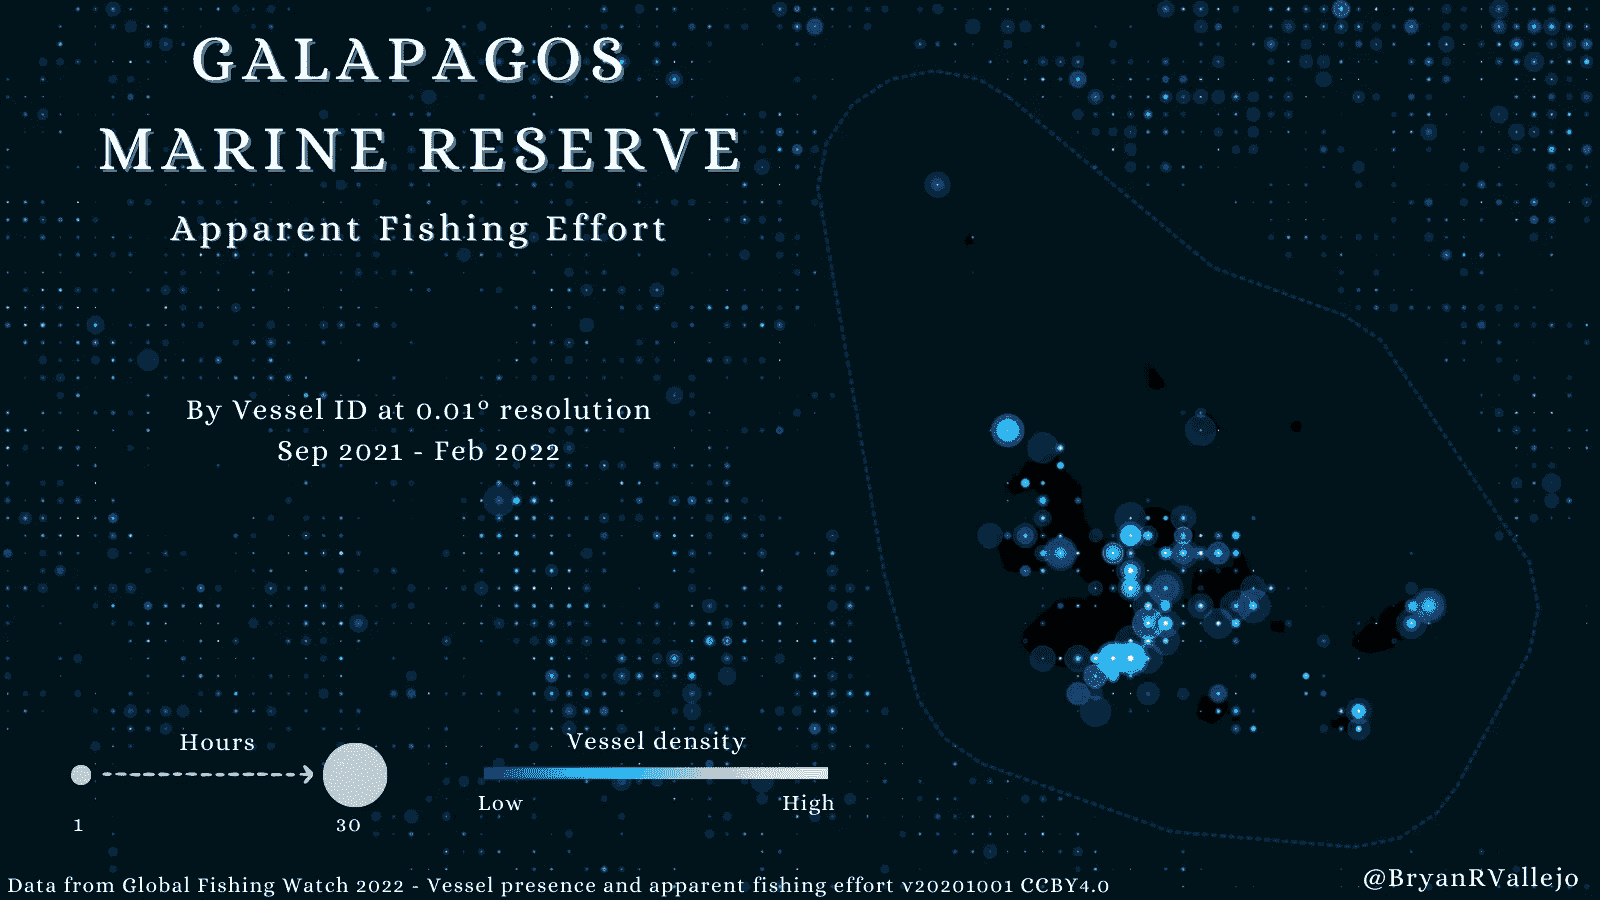 GALAPAGOS
MARINE RESERVE
Apparent Fishing Effort
By Vessel ID at 0.01° resolution
Sep 2021 - Feb 2022
Hours
1
30
Vessel density
Low
High
Data from Global Fishing Watch 2022 - Vessel presence and apparent fishing effort v20201001 CCBY4.0
@BryanRVallejo